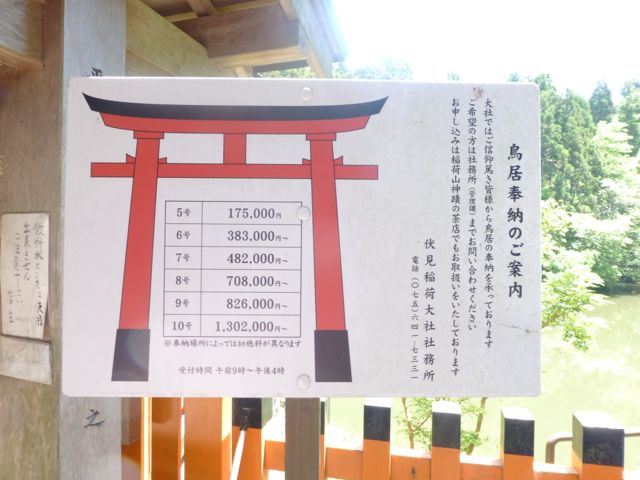 鳥居奉納のご案内
大社ではご信仰篤き皆様から鳥居の奉納を承っております
ご希望の方は社務所(管理課)までお問い合わせください
お申し込みは稲荷山神蹟の茶店でもお取扱いをいたしております
伏見稲荷大社社務所
電話(〇七五)六四一-七三三一
5号 175,000円
6号 383,000円~
7号 482,000円~
8号 708,000円~
9号 826,000円~
10号 1,302,000円~
※奉納場所によっては初穂料が異なります
受付時間 午前9時~午後4時
出来ません